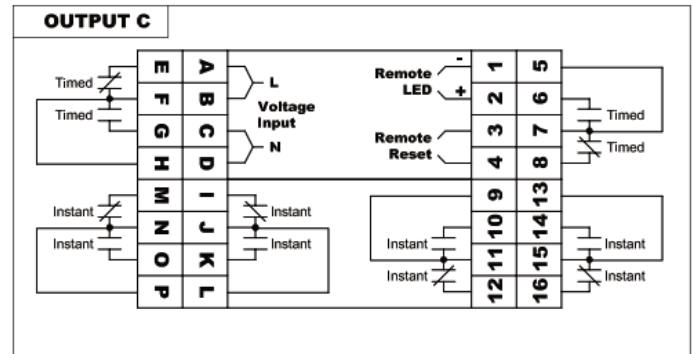 OUTPUT C
E A
F B
G C
H D
M I
N J
O K
P L
Timed
Timed
L
Voltage
Input
N
Instant
Instant
Instant
Instant
Remote
LED
-
+
Remote
Reset
1 5
2 6
3 7
4 8
9 13
10 14
11 15
12 16
Timed
Timed
Instant
Instant
Instant
Instant